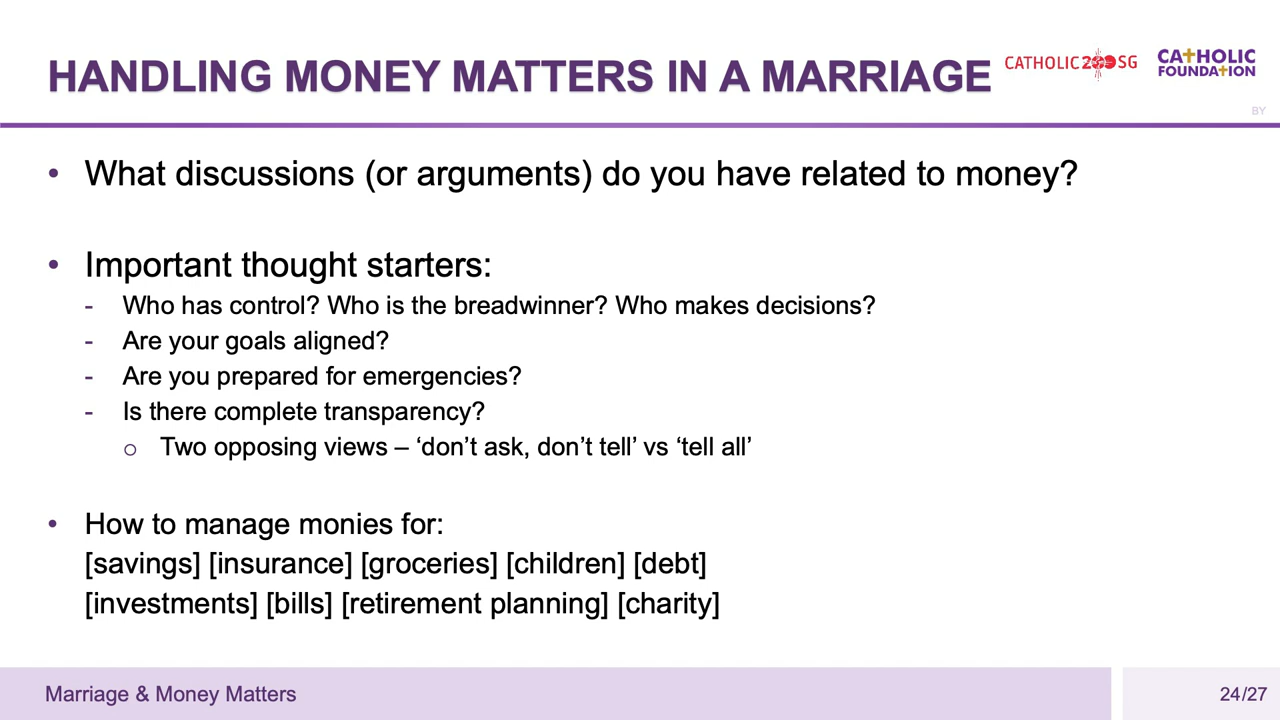 HANDLING MONEY MATTERS IN A MARRIAGE
CATHOLIC200SG
CATHOLIC FOUNDATION
BY
• What discussions (or arguments) do you have related to money?
• Important thought starters:
- Who has control? Who is the breadwinner? Who makes decisions?
- Are your goals aligned?
- Are you prepared for emergencies?
- Is there complete transparency?
o Two opposing views – ‘don’t ask, don’t tell’ vs ‘tell all’
• How to manage monies for:
[savings] [insurance] [groceries] [children] [debt]
[investments] [bills] [retirement planning] [charity]
Marriage & Money Matters
24/27